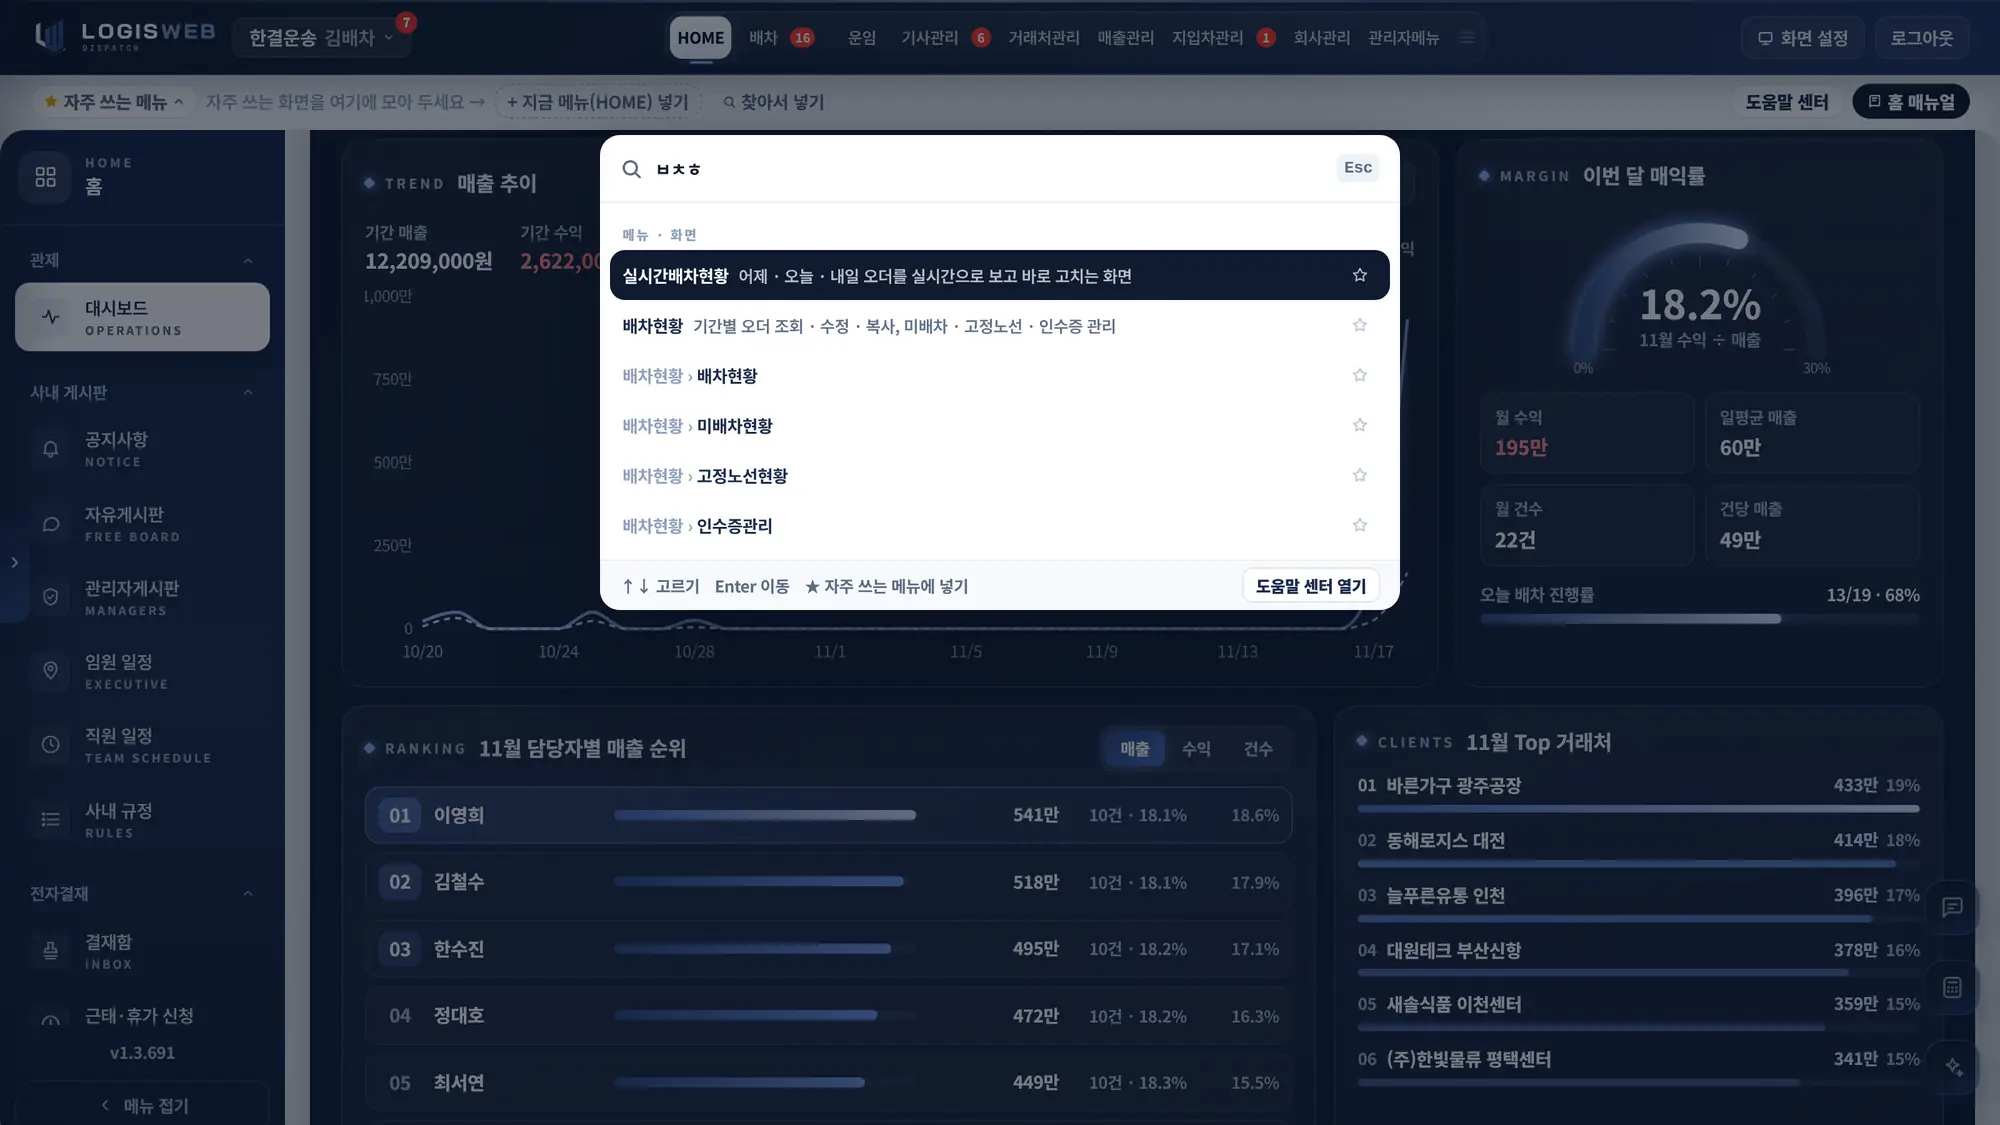 LOGISWEB
DISPATCH
한결운송 김배차
7
HOME
배차 16
운임
기사관리 6
거래처관리
매출관리
지입차관리 1
회사관리
관리자메뉴
화면 설정
로그아웃
★ 자주 쓰는 메뉴
자주 쓰는 화면을 여기에 모아 두세요 →
+ 지금 메뉴(HOME) 넣기
찾아서 넣기
도움말 센터
홈 매뉴얼
HOME
홈
관제
대시보드
OPERATIONS
사내 게시판
공지사항
NOTICE
자유게시판
FREE BOARD
관리자게시판
MANAGERS
임원 일정
EXECUTIVE
직원 일정
TEAM SCHEDULE
사내 규정
RULES
전자결재
결재함
INBOX
근태·휴가 신청
v1.3.691
메뉴 접기
ㅂㅊㅎ
Esc
메뉴 · 화면
실시간배차현황 어제 · 오늘 · 내일 오더를 실시간으로 보고 바로 고치는 화면
배차현황 기간별 오더 조회 · 수정 · 복사, 미배차 · 고정노선 · 인수증 관리
배차현황 › 배차현황
배차현황 › 미배차현황
배차현황 › 고정노선현황
배차현황 › 인수증관리
↑↓ 고르기 Enter 이동 ★ 자주 쓰는 메뉴에 넣기
도움말 센터 열기
TREND 매출 추이
기간 매출
12,209,000원
기간 수익
2,622,00
익
1,000만
750만
500만
250만
0
10/20 10/24 10/28 11/1 11/5 11/9 11/13 11/17
MARGIN 이번 달 매익률
18.2%
11월 수익 ÷ 매출
0% 30%
월 수익
195만
일평균 매출
60만
월 건수
22건
건당 매출
49만
오늘 배차 진행률 13/19 · 68%
RANKING 11월 담당자별 매출 순위
매출 수익 건수
01 이영희 541만 10건 · 18.1% 18.6%
02 김철수 518만 10건 · 18.1% 17.9%
03 한수진 495만 10건 · 18.2% 17.1%
04 정대호 472만 10건 · 18.2% 16.3%
05 최서연 449만 10건 · 18.3% 15.5%
CLIENTS 11월 Top 거래처
01 바른가구 광주공장 433만 19%
02 동해로지스 대전 414만 18%
03 늘푸른유통 인천 396만 17%
04 대원테크 부산신항 378만 16%
05 새솔식품 이천센터 359만 15%
06 (주)한빛물류 평택센터 341만 15%